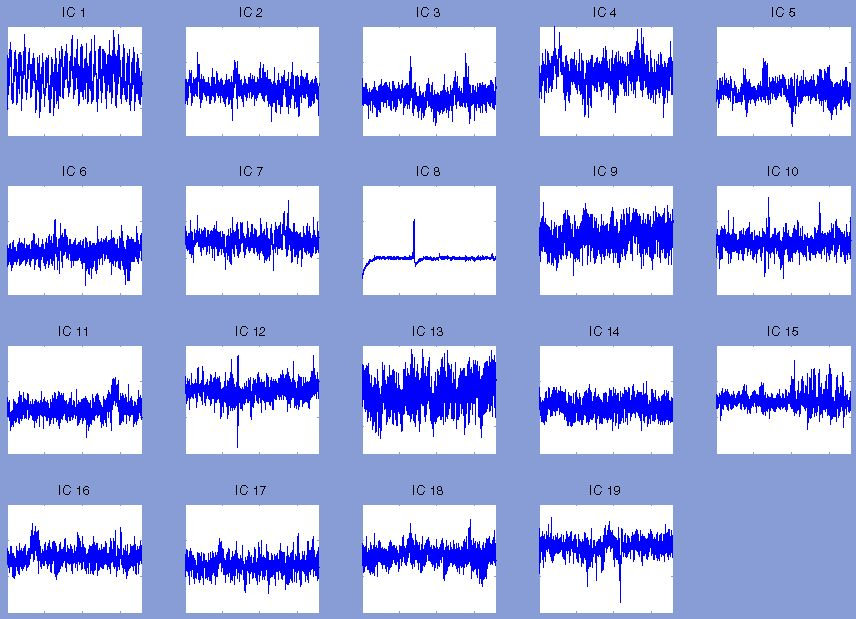 IC 1 IC 2 IC 3 IC 4 IC 5
IC 6 IC 7 IC 8 IC 9 IC 10
IC 11 IC 12 IC 13 IC 14 IC 15
IC 16 IC 17 IC 18 IC 19